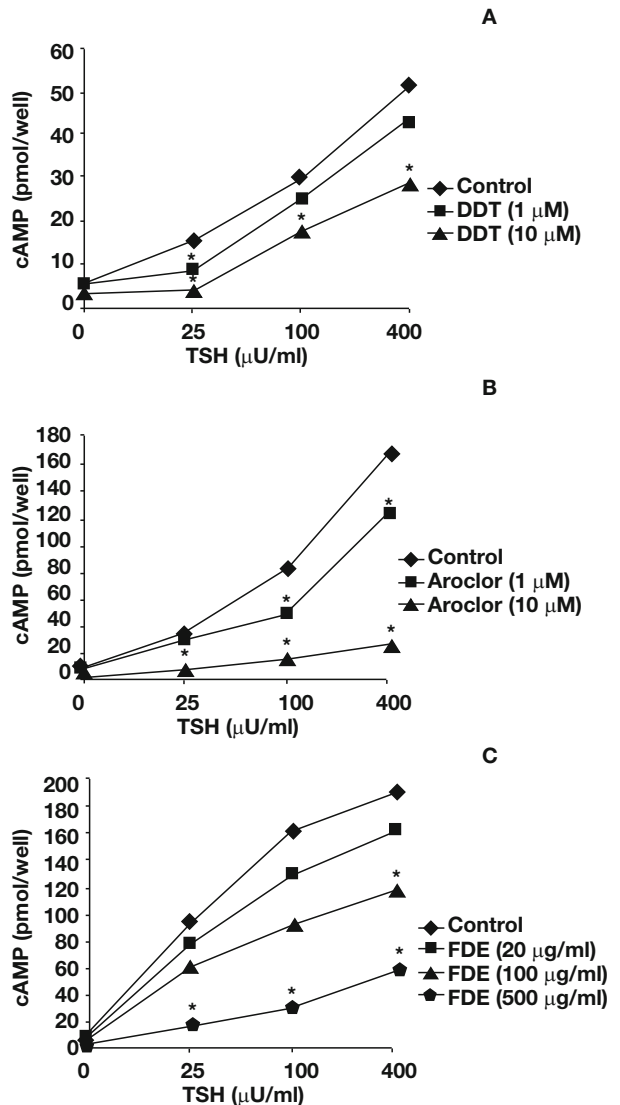 A
60
50
40
30
20
10
0
cAMP (pmol/well)
*
*
*
*
0 25 100 400
TSH (μU/ml)
Control
DDT (1 μM)
DDT (10 μM)
B
180
160
140
120
100
80
60
40
20
0
cAMP (pmol/well)
*
*
*
*
*
0 25 100 400
TSH (μU/ml)
Control
Aroclor (1 μM)
Aroclor (10 μM)
C
200
180
160
140
120
100
80
60
40
20
0
cAMP (pmol/well)
*
*
*
*
0 25 100 400
TSH (μU/ml)
Control
FDE (20 μg/ml)
FDE (100 μg/ml)
FDE (500 μg/ml)